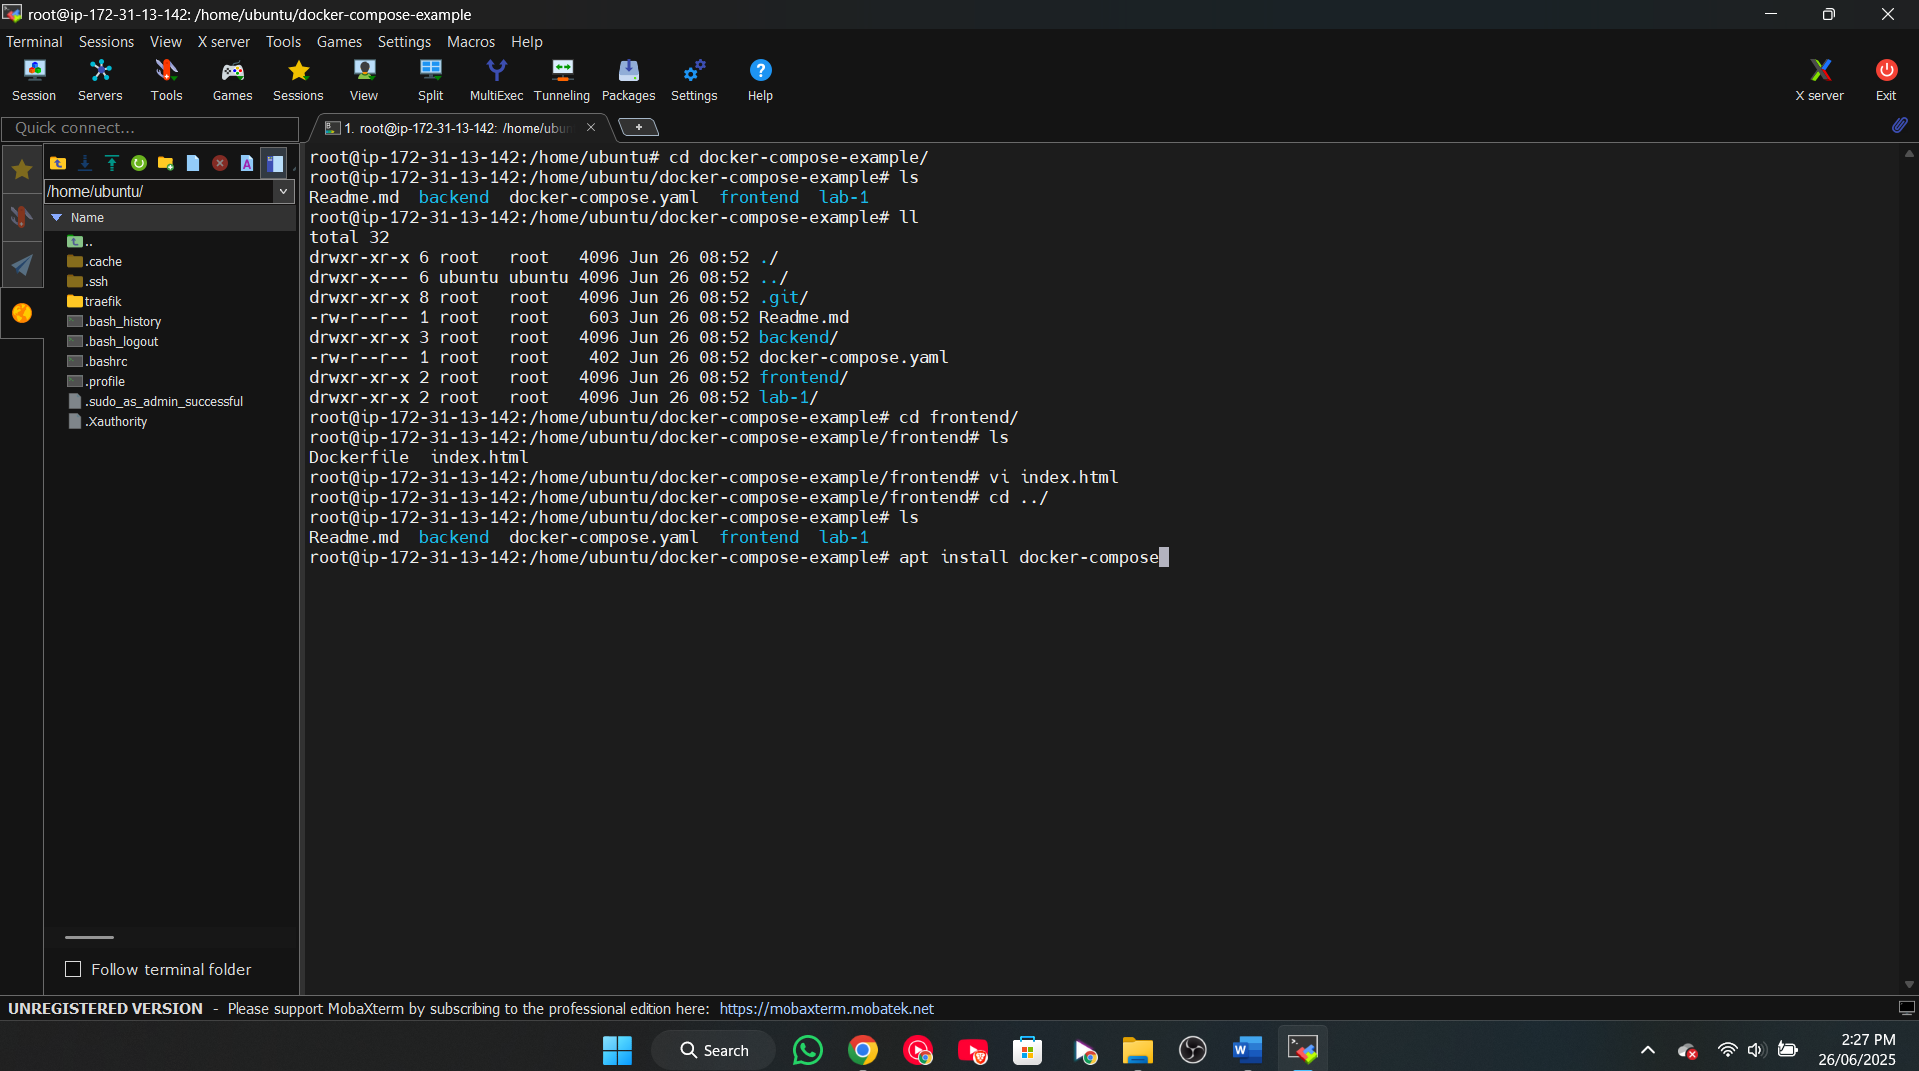 root@ip-172-31-13-142: /home/ubuntu/docker-compose-example
Terminal Sessions View X server Tools Games Settings Macros Help
Session Servers Tools Games Sessions View Split MultiExec Tunneling Packages Settings Help X server Exit
Quick connect...
1. root@ip-172-31-13-142: /home/ubun
/home/ubuntu/
Name
..
.cache
.ssh
traefik
.bash_history
.bash_logout
.bashrc
.profile
.sudo_as_admin_successful
.Xauthority
Follow terminal folder
root@ip-172-31-13-142:/home/ubuntu# cd docker-compose-example/
root@ip-172-31-13-142:/home/ubuntu/docker-compose-example# ls
Readme.md backend docker-compose.yaml frontend lab-1
root@ip-172-31-13-142:/home/ubuntu/docker-compose-example# ll
total 32
drwxr-xr-x 6 root root 4096 Jun 26 08:52 ./
drwxr-x--- 6 ubuntu ubuntu 4096 Jun 26 08:52 ../
drwxr-xr-x 8 root root 4096 Jun 26 08:52 .git/
-rw-r--r-- 1 root root 603 Jun 26 08:52 Readme.md
drwxr-xr-x 3 root root 4096 Jun 26 08:52 backend/
-rw-r--r-- 1 root root 402 Jun 26 08:52 docker-compose.yaml
drwxr-xr-x 2 root root 4096 Jun 26 08:52 frontend/
drwxr-xr-x 2 root root 4096 Jun 26 08:52 lab-1/
root@ip-172-31-13-142:/home/ubuntu/docker-compose-example# cd frontend/
root@ip-172-31-13-142:/home/ubuntu/docker-compose-example/frontend# ls
Dockerfile index.html
root@ip-172-31-13-142:/home/ubuntu/docker-compose-example/frontend# vi index.html
root@ip-172-31-13-142:/home/ubuntu/docker-compose-example/frontend# cd ../
root@ip-172-31-13-142:/home/ubuntu/docker-compose-example# ls
Readme.md backend docker-compose.yaml frontend lab-1
root@ip-172-31-13-142:/home/ubuntu/docker-compose-example# apt install docker-compose
UNREGISTERED VERSION - Please support MobaXterm by subscribing to the professional edition here: https://mobaxterm.mobatek.net
Search
2:27 PM
26/06/2025